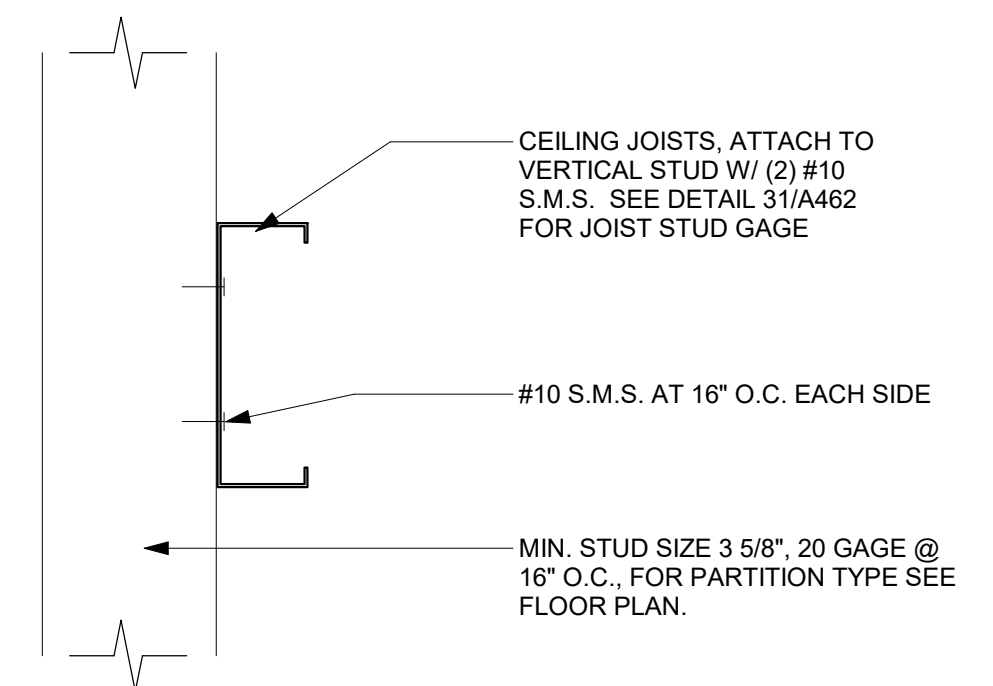 CEILING JOISTS, ATTACH TO
VERTICAL STUD W/ (2) #10
S.M.S.  SEE DETAIL 31/A462
FOR JOIST STUD GAGE
#10 S.M.S. AT 16" O.C. EACH SIDE
MIN. STUD SIZE 3 5/8", 20 GAGE @
16" O.C., FOR PARTITION TYPE SEE
FLOOR PLAN.